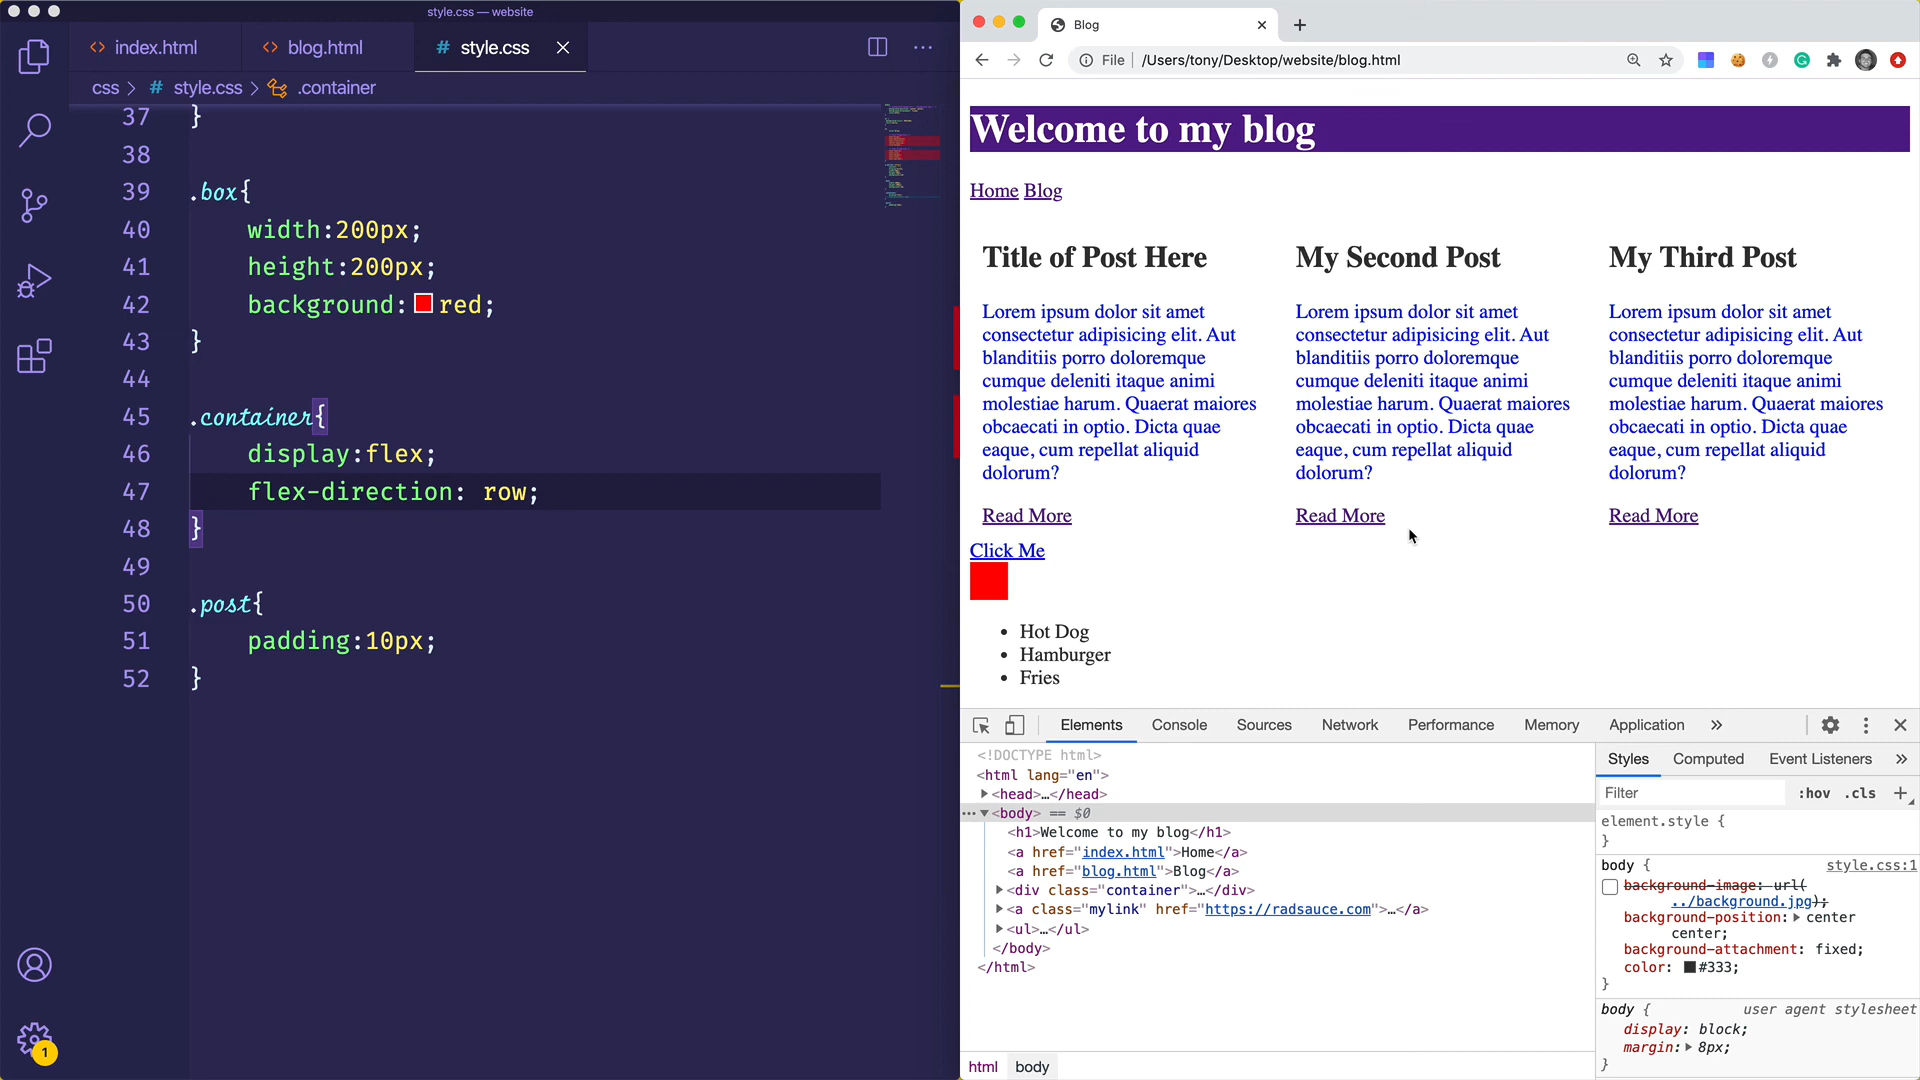 style.css — website
index.html
blog.html
# style.css
css > # style.css > .container
37 }
38
39 .box{
40 width:200px;
41 height:200px;
42 background: red;
43 }
44
45 .container{
46 display:flex;
47 flex-direction: row;
48 }
49
50 .post{
51 padding:10px;
52 }
1
Blog
File /Users/tony/Desktop/website/blog.html
Welcome to my blog
Home Blog
Title of Post Here
Lorem ipsum dolor sit amet
consectetur adipisicing elit. Aut
blanditiis porro doloremque
cumque deleniti itaque animi
molestiae harum. Quaerat maiores
obcaecati in optio. Dicta quae
eaque, cum repellat aliquid
dolorum?
Read More
My Second Post
Lorem ipsum dolor sit amet
consectetur adipisicing elit. Aut
blanditiis porro doloremque
cumque deleniti itaque animi
molestiae harum. Quaerat maiores
obcaecati in optio. Dicta quae
eaque, cum repellat aliquid
dolorum?
Read More
My Third Post
Lorem ipsum dolor sit amet
consectetur adipisicing elit. Aut
blanditiis porro doloremque
cumque deleniti itaque animi
molestiae harum. Quaerat maiores
obcaecati in optio. Dicta quae
eaque, cum repellat aliquid
dolorum?
Read More
Click Me
• Hot Dog
• Hamburger
• Fries
Elements Console Sources Network Performance Memory Application »
<!DOCTYPE html>
<html lang="en">
<head>…</head>
<body> == $0
<h1>Welcome to my blog</h1>
<a href="index.html">Home</a>
<a href="blog.html">Blog</a>
<div class="container">…</div>
<a class="mylink" href="https://radsauce.com">…</a>
<ul>…</ul>
</body>
</html>
html body
Styles Computed Event Listeners »
Filter :hov .cls +
element.style {
}
body { style.css:1
background-image: url(
../background.jpg);
background-position: center
center;
background-attachment: fixed;
color: #333;
}
body { user agent stylesheet
display: block;
margin: 8px;
}